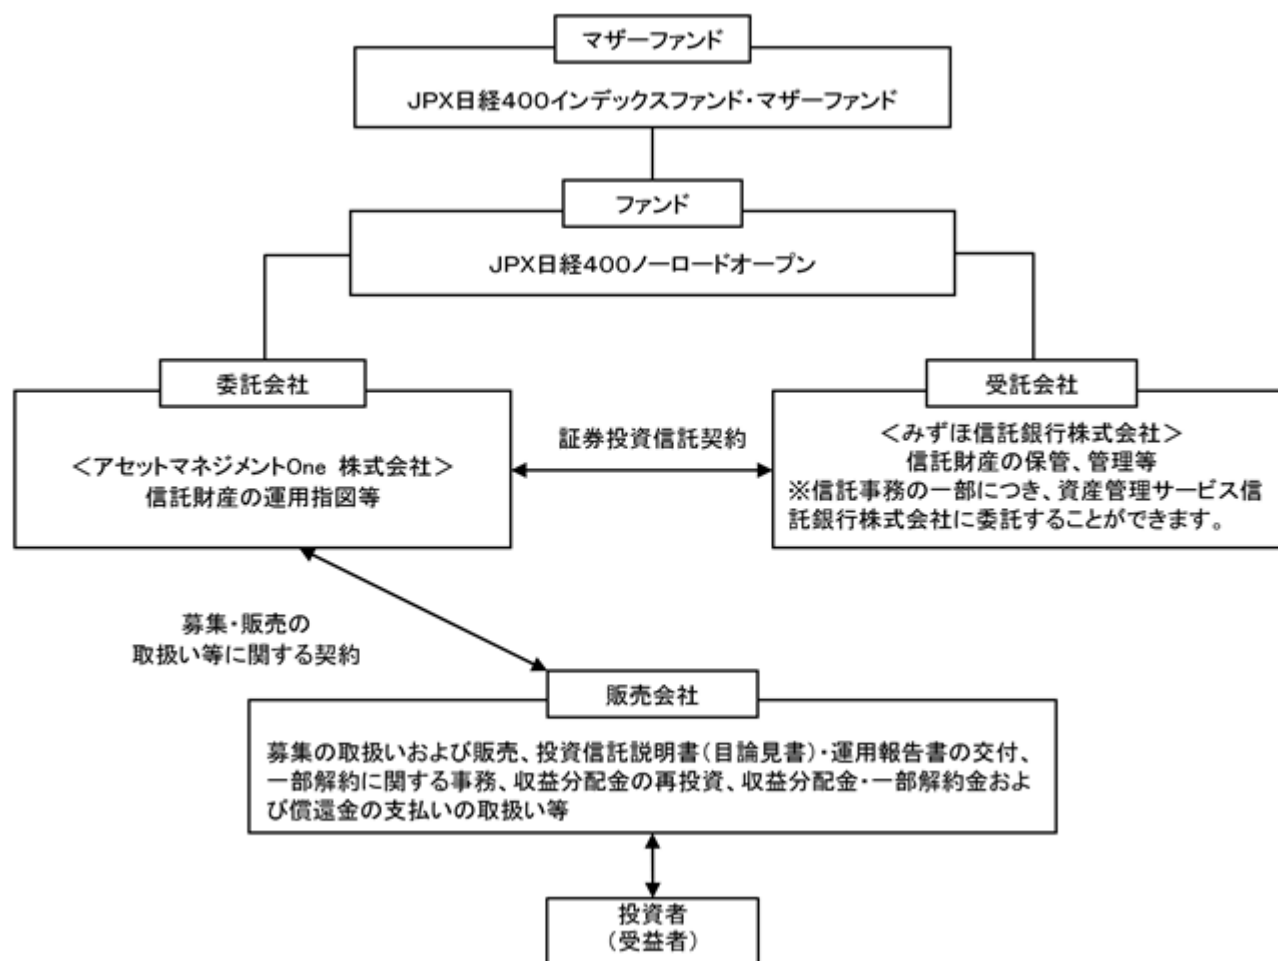 マザーファンド
JPX日経400インデックスファンド・マザーファンド
ファンド
JPX日経400ノーロードオープン
委託会社
<アセットマネジメントOne 株式会社>
信託財産の運用指図等
証券投資信託契約
受託会社
<みずほ信託銀行株式会社>
信託財産の保管、管理等
※信託事務の一部につき、資産管理サービス信
託銀行株式会社に委託することができます。
募集・販売の
取扱い等に関する契約
販売会社
募集の取扱いおよび販売、投資信託説明書(目論見書)・運用報告書の交付、
一部解約に関する事務、収益分配金の再投資、収益分配金・一部解約金およ
び償還金の支払いの取扱い等
投資者
(受益者)